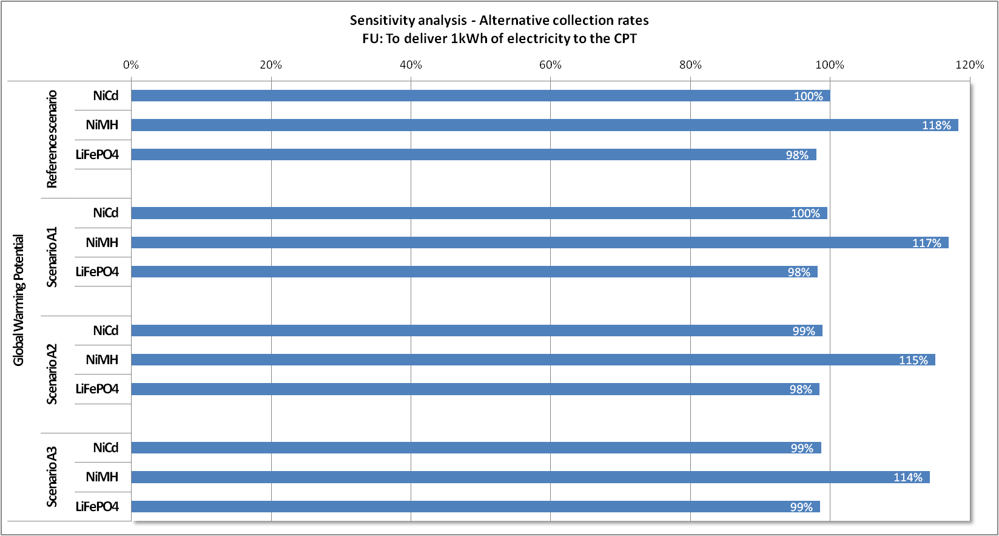 Sensitivity analysis - Alternative collection rates
FU: To deliver 1kWh of electricity to the CPT
0% 20% 40% 60% 80% 100% 120%
Global Warming Potential
Reference scenario
NiCd 100%
NiMH 118%
LiFePO4 98%
Scenario A1
NiCd 100%
NiMH 117%
LiFePO4 98%
Scenario A2
NiCd 99%
NiMH 115%
LiFePO4 98%
Scenario A3
NiCd 99%
NiMH 114%
LiFePO4 99%